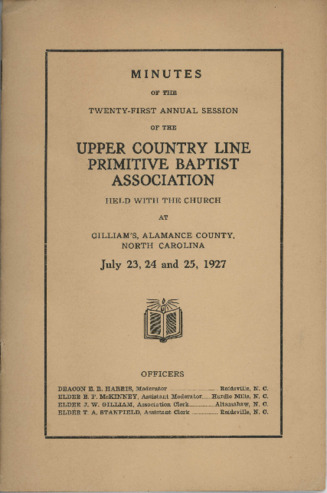 MINUTES
OF THE
TWENTY-FIRST ANNUAL SESSION
OF THE
UPPER COUNTRY LINE
PRIMITIVE BAPTIST
ASSOCIATION
HELD WITH THE CHURCH
AT
GILLIAM'S, ALAMANCE COUNTY,
NORTH CAROLINA
July 23, 24 and 25, 1927
OFFICERS
DEACON E. E. HARRIS, Moderator ........ Reidsville, N. C.
ELDER B. F. McKINNEY, Assistant Moderator .... Hurdle Mills, N. C.
ELDER J. W. GILLIAM, Association Clerk ........ Altamahaw, N. C.
ELDER T. A. STANFIELD, Assistant Clerk ........ Reidsville, N. C.